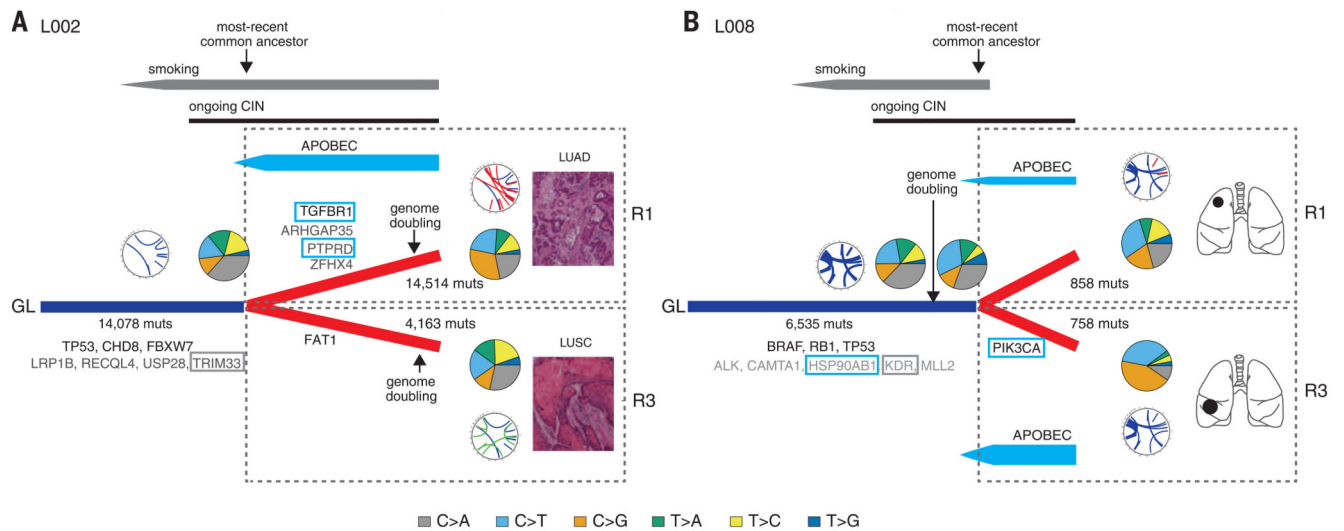 A L002
most-recent
common ancestor
smoking
ongoing CIN
APOBEC
LUAD
TGFBR1
ARHGAP35
PTPRD
ZFHX4
genome
doubling
R1
14,514 muts
GL
14,078 muts
4,163 muts
TP53, CHD8, FBXW7
LRP1B, RECQL4, USP28, TRIM33
FAT1
LUSC
genome
doubling
R3
B L008
most-recent
common ancestor
smoking
ongoing CIN
APOBEC
genome
doubling
R1
858 muts
GL
6,535 muts
758 muts
BRAF, RB1, TP53
ALK, CAMTA1, HSP90AB1, KDR, MLL2
PIK3CA
R3
APOBEC
C>A C>T C>G T>A T>C T>G